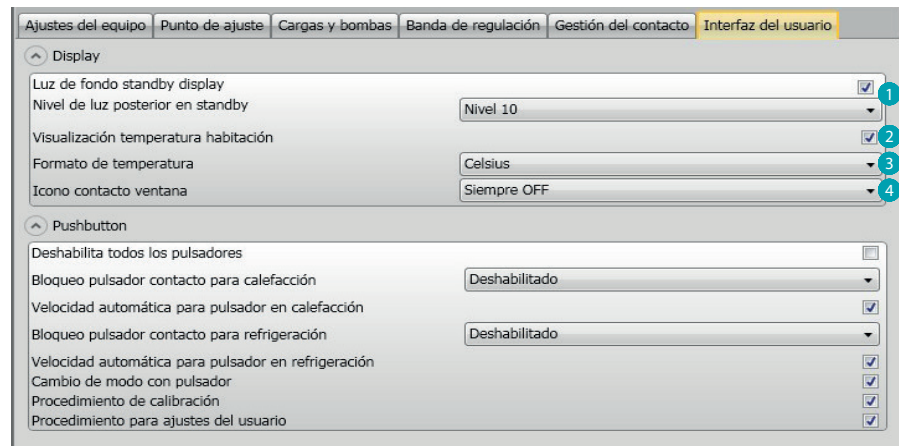 Ajustes del equipo Punto de ajuste Cargas y bombas Banda de regulación Gestión del contacto Interfaz del usuario
Display
Luz de fondo standby display
1
Nivel de luz posterior en standby Nivel 10
Visualización temperatura habitación 2
Formato de temperatura Celsius 3
Icono contacto ventana Siempre OFF 4
Pushbutton
Deshabilita todos los pulsadores
Bloqueo pulsador contacto para calefacción Deshabilitado
Velocidad automática para pulsador en calefacción
Bloqueo pulsador contacto para refrigeración Deshabilitado
Velocidad automática para pulsador en refrigeración
Cambio de modo con pulsador
Procedimiento de calibración
Procedimiento para ajustes del usuario